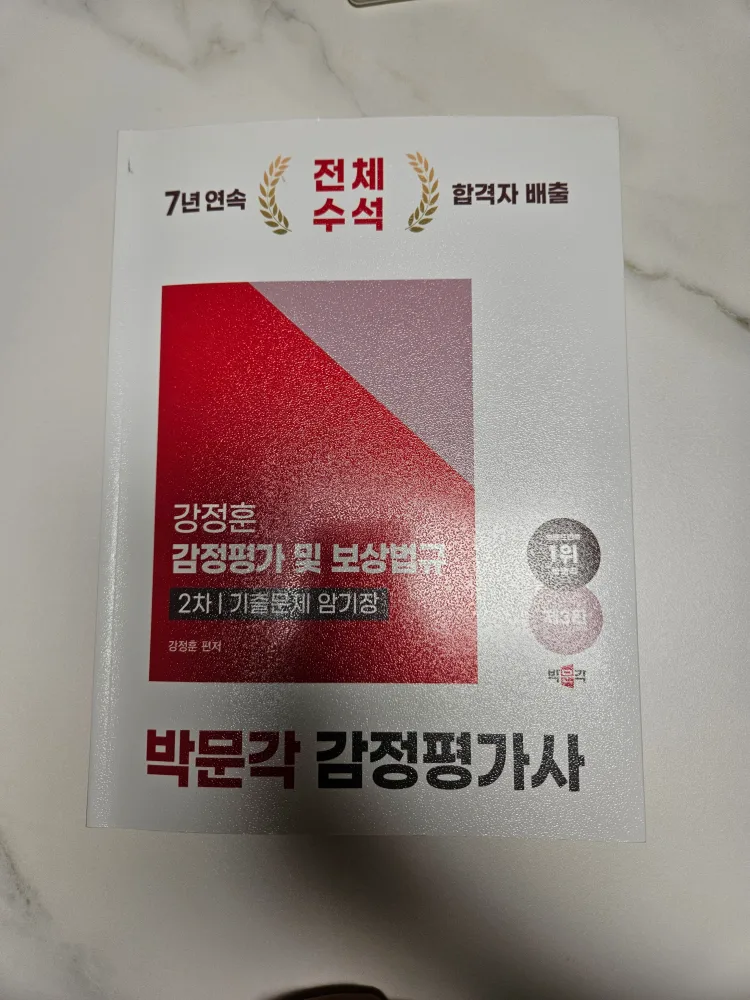 7년 연속
전체
수석
합격자 배출
강정훈
감정평가 및 보상법규
2차 | 기출문제 암기장
강정훈 편저
1위
제3판
박문각
박문각 감정평가사